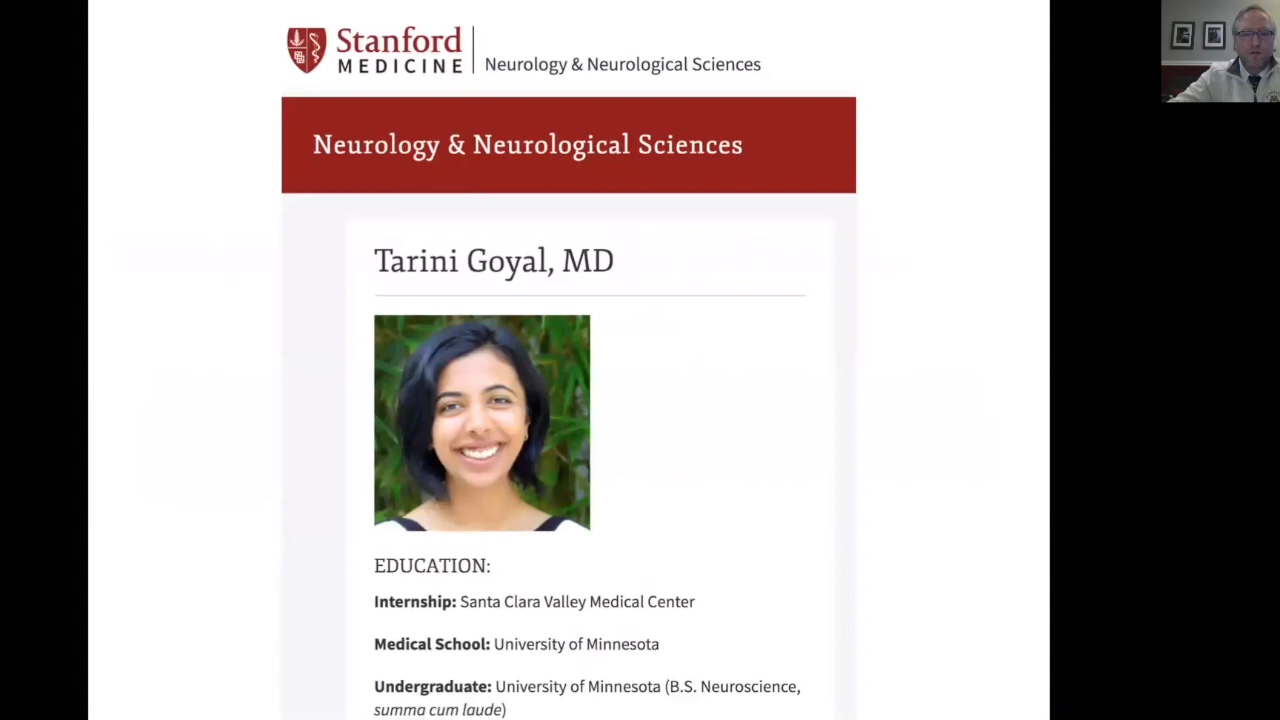 Stanford
MEDICINE
Neurology & Neurological Sciences
Neurology & Neurological Sciences
Tarini Goyal, MD
EDUCATION:
Internship: Santa Clara Valley Medical Center
Medical School: University of Minnesota
Undergraduate: University of Minnesota (B.S. Neuroscience,
summa cum laude)